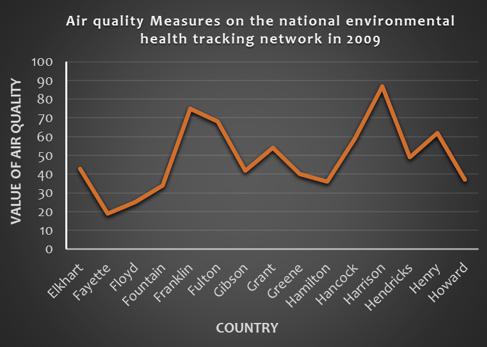 Air quality Measures on the national environmental
health tracking network in 2009
100
90
80
70
60
50
40
30
20
10
0
VALUE OF AIR QUALITY
Elkhart
Fayette
Floyd
Fountain
Franklin
Fulton
Gibson
Grant
Greene
Hamilton
Hancock
Harrison
Hendricks
Henry
Howard
COUNTRY